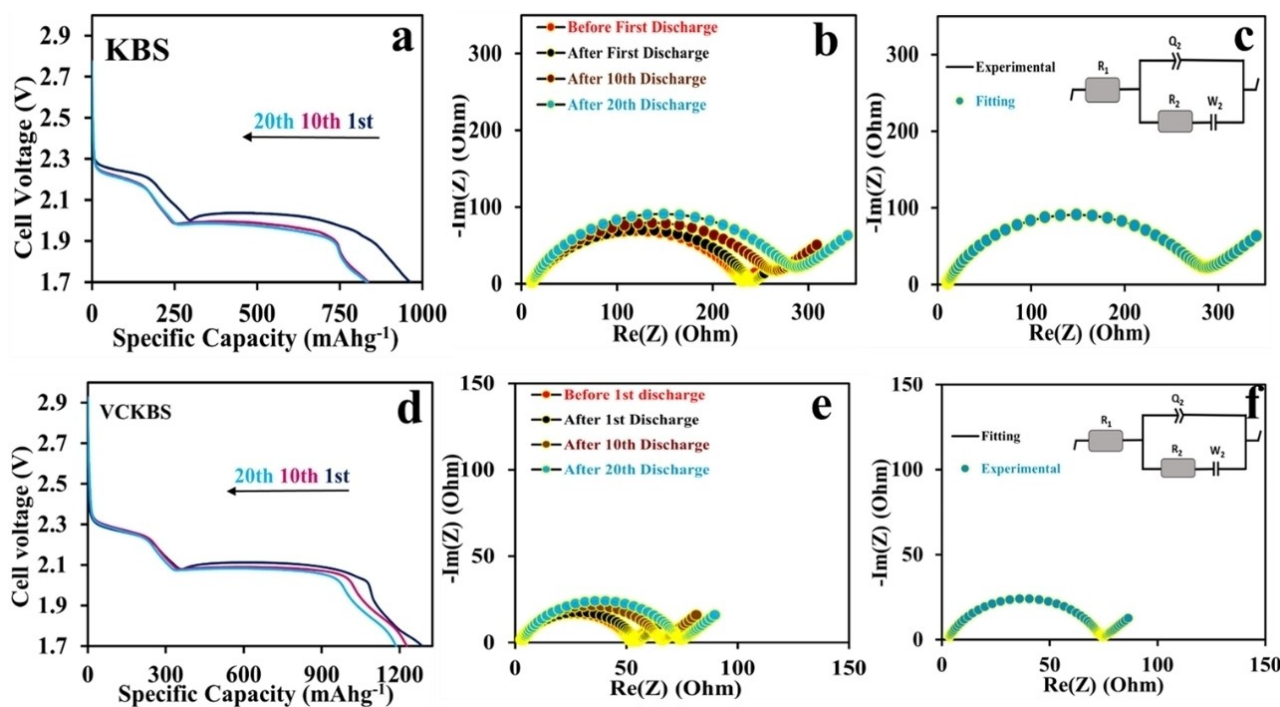 a
KBS
20th 10th 1st
2.9
2.7
2.5
2.3
2.1
1.9
1.7
Cell Voltage (V)
0 250 500 750 1000
Specific Capacity (mAhg-1)
b
Before First Discharge
After First Discharge
After 10th Discharge
After 20th Discharge
300
200
100
0
-Im(Z) (Ohm)
0 100 200 300
Re(Z) (Ohm)
c
Experimental
Fitting
Q2
R1
R2 W2
300
250
200
150
100
50
0
-Im(Z) (Ohm)
0 100 200 300
Re(Z) (Ohm)
d
VCKBS
20th 10th 1st
2.9
2.7
2.5
2.3
2.1
1.9
1.7
Cell voltage (V)
0 300 600 900 1200
Specific Capacity (mAhg-1)
e
Before 1st discharge
After 1st Discharge
After 10th Discharge
After 20th Discharge
150
100
50
0
-Im(Z) (Ohm)
0 50 100 150
Re(Z) (Ohm)
f
Fitting
Experimental
Q2
R1
R2 W2
150
100
50
0
-Im(Z) (Ohm)
0 50 100 150
Re(Z) (Ohm)